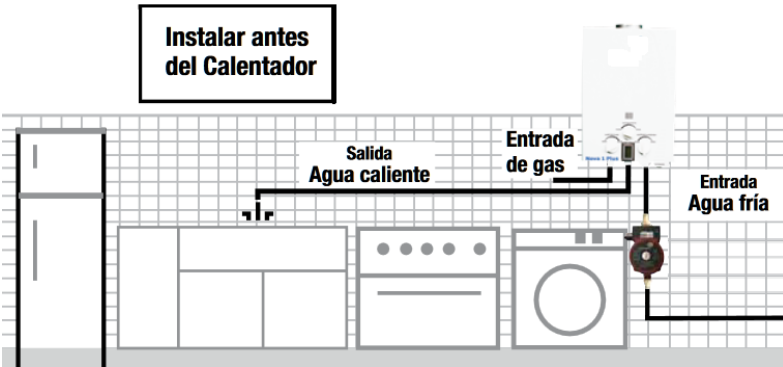 Instalar antes
del Calentador
Entrada
de gas
Salida
Agua caliente
Entrada
Agua fría